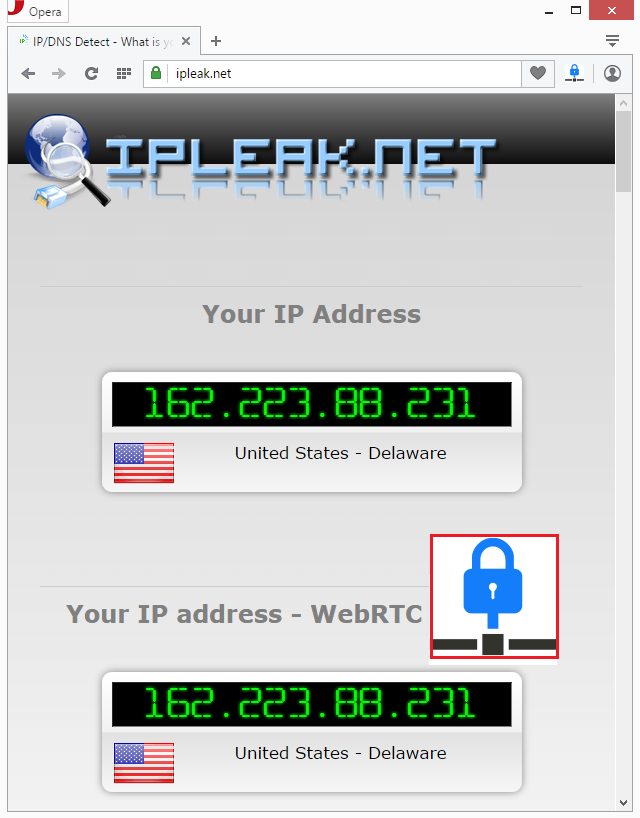 Opera
IP/DNS Detect - What is yo
ipleak.net
IPLEAK.NET
Your IP Address
162.223.88.231
United States - Delaware
Your IP address - WebRTC
162.223.88.231
United States - Delaware